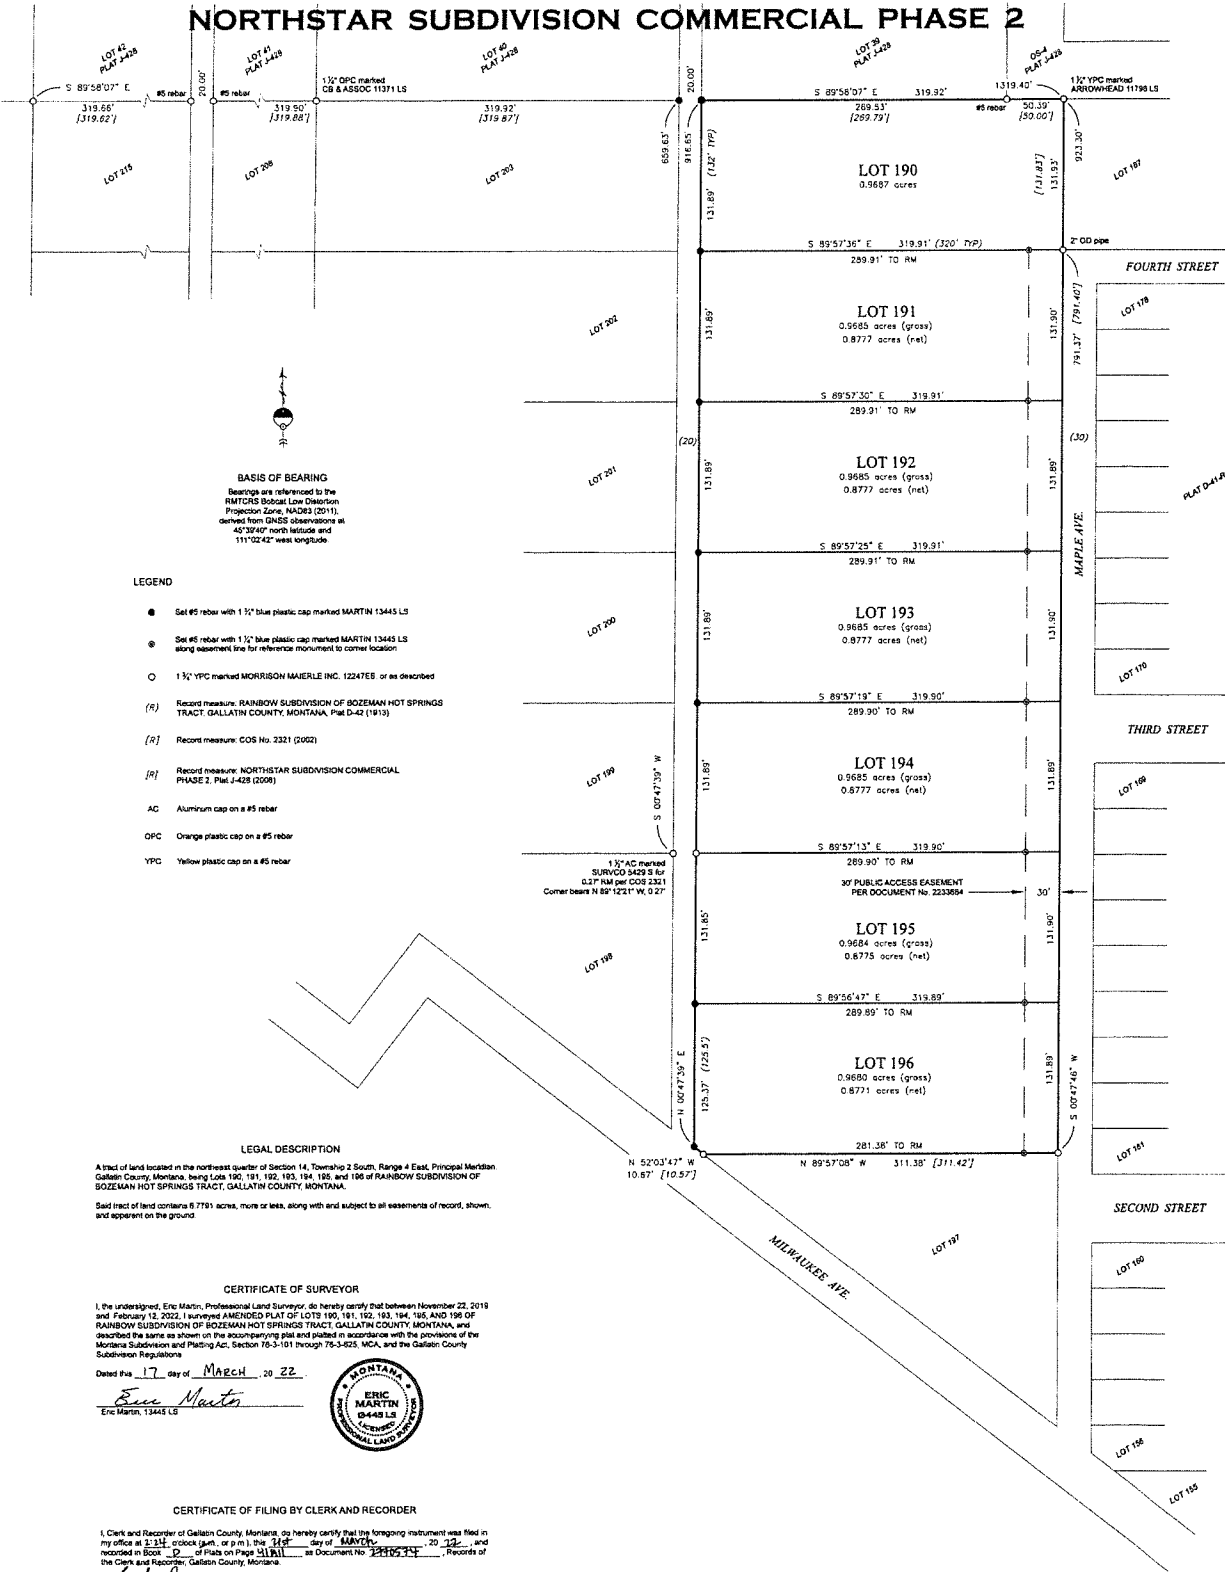 NORTHSTAR SUBDIVISION COMMERCIAL PHASE 2
LOT 42
PLAT J-428
LOT 41
PLAT J-428
LOT 40
PLAT J-428
LOT 39
PLAT J-428
OS-4
PLAT J-428
S 89°58'07" E
319.66'
[319.62']
#5 rebar
20.00'
#5 rebar
319.90'
[319.88']
1 ½" OPC marked
CB & ASSOC 11371 LS
319.92'
[319.87']
659.63'
20.00'
916.65'
S 89°58'07" E 319.92'
269.53'
[269.79']
1319.40'
#5 rebar
50.39'
[50.00']
1 ½" YPC marked
ARROWHEAD 11798 LS
923.30'
LOT 215
LOT 208
LOT 203
131.89' (132' TYP)
LOT 190
0.9687 acres
[131.83']
131.93'
LOT 187
S 89°57'36" E 319.91' (320' TYP)
289.91' TO RM
2" OD pipe
FOURTH STREET
LOT 202
131.89'
LOT 191
0.9685 acres (gross)
0.8777 acres (net)
131.90'
791.37' [791.40']
LOT 178
S 89°57'30" E 319.91'
289.91' TO RM
(20)
(30)
LOT 201
131.89'
LOT 192
0.9685 acres (gross)
0.8777 acres (net)
131.89'
MAPLE AVE.
S 89°57'25" E 319.91'
289.91' TO RM
BASIS OF BEARING
Bearings are referenced to the
RMTCRS Bobcat Low Distortion
Projection Zone, NAD83 (2011),
derived from GNSS observations at
45°39'40" north latitude and
111°02'42" west longitude.
LEGEND
Set #5 rebar with 1 ¼" blue plastic cap marked MARTIN 13445 LS
Set #5 rebar with 1 ¼" blue plastic cap marked MARTIN 13445 LS
along easement line for reference monument to corner location
1 ¼" YPC marked MORRISON MAIERLE INC. 12247ES or as described
(R) Record measure: RAINBOW SUBDIVISION OF BOZEMAN HOT SPRINGS
TRACT, GALLATIN COUNTY, MONTANA, Plat D-42 (1913)
[R] Record measure: COS No. 2321 (2002)
[R] Record measure: NORTHSTAR SUBDIVISION COMMERCIAL
PHASE 2, Plat J-428 (2008)
AC Aluminum cap on a #5 rebar
OPC Orange plastic cap on a #5 rebar
YPC Yellow plastic cap on a #5 rebar
LOT 200
131.89'
LOT 193
0.9685 acres (gross)
0.8777 acres (net)
131.90'
LOT 170
S 89°57'19" E 319.90'
289.90' TO RM
THIRD STREET
LOT 199
S 00°47'39" W
131.89'
LOT 194
0.9685 acres (gross)
0.8777 acres (net)
131.89'
LOT 169
S 89°57'13" E 319.90'
289.90' TO RM
1 ½" AC marked
SURVCO 5429 S for
0.27' RM per COS 2321
Corner bears N 89°12'21" W, 0.27'
30' PUBLIC ACCESS EASEMENT
PER DOCUMENT No. 2233684
30'
131.85'
LOT 195
0.9684 acres (gross)
0.8775 acres (net)
131.90'
LOT 198
S 89°56'47" E 319.89'
289.89' TO RM
N 00°47'39" E
125.37' (125.5')
LOT 196
0.9680 acres (gross)
0.8771 acres (net)
131.89'
S 00°47'46" W
LOT 161
281.38' TO RM
N 52°03'47" W
10.67' [10.57']
N 89°57'08" W 311.38' [311.42']
SECOND STREET
LOT 197
MILWAUKEE AVE.
LOT 160
LOT 156
LOT 155
LEGAL DESCRIPTION
A tract of land located in the northeast quarter of Section 14, Township 2 South, Range 4 East, Principal Meridian,
Gallatin County, Montana, being Lots 190, 191, 192, 193, 194, 195, and 196 of RAINBOW SUBDIVISION OF
BOZEMAN HOT SPRINGS TRACT, GALLATIN COUNTY, MONTANA.
Said tract of land contains 6.7791 acres, more or less, along with and subject to all easements of record, shown,
and apparent on the ground.
CERTIFICATE OF SURVEYOR
I, the undersigned, Eric Martin, Professional Land Surveyor, do hereby certify that between November 22, 2019
and February 12, 2022, I surveyed AMENDED PLAT OF LOTS 190, 191, 192, 193, 194, 195, AND 196 OF
RAINBOW SUBDIVISION OF BOZEMAN HOT SPRINGS TRACT, GALLATIN COUNTY, MONTANA, and
described the same as shown on the accompanying plat and platted in accordance with the provisions of the
Montana Subdivision and Platting Act, Section 76-3-101 through 76-3-625, MCA, and the Gallatin County
Subdivision Regulations
Dated this 17 day of MARCH, 20 22.
Eric Martin
Eric Martin, 13445 LS
MONTANA
ERIC
MARTIN
13445 LS
LICENSED
PROFESSIONAL LAND SURVEYOR
CERTIFICATE OF FILING BY CLERK AND RECORDER
I, Clerk and Recorder of Gallatin County, Montana, do hereby certify that the foregoing instrument was filed in
my office at 2:24 o'clock (a.m. or p.m.), this 21st day of March, 20 22, and
recorded in Book D of Plats on Page as Document No. , Records of
the Clerk and Recorder, Gallatin County, Montana.